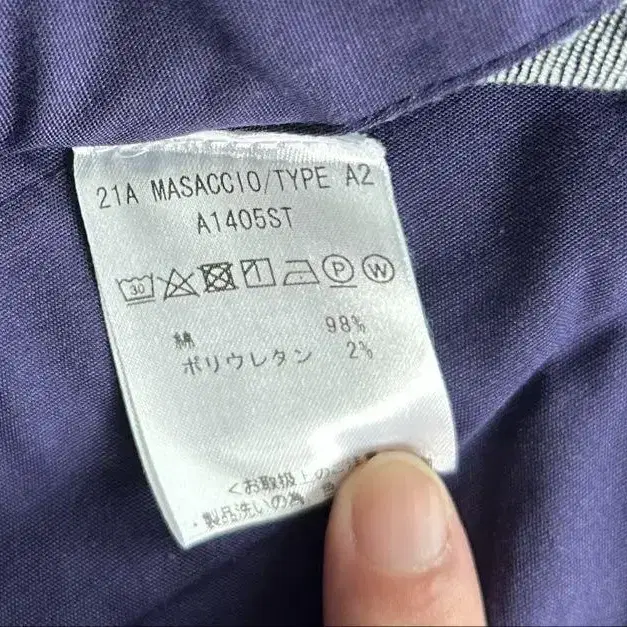 21A MASACCIO/TYPE A2
A1405ST
30 P W
綿 98%
ポリウレタン 2%
<お取扱上のご
・製品洗いの為、